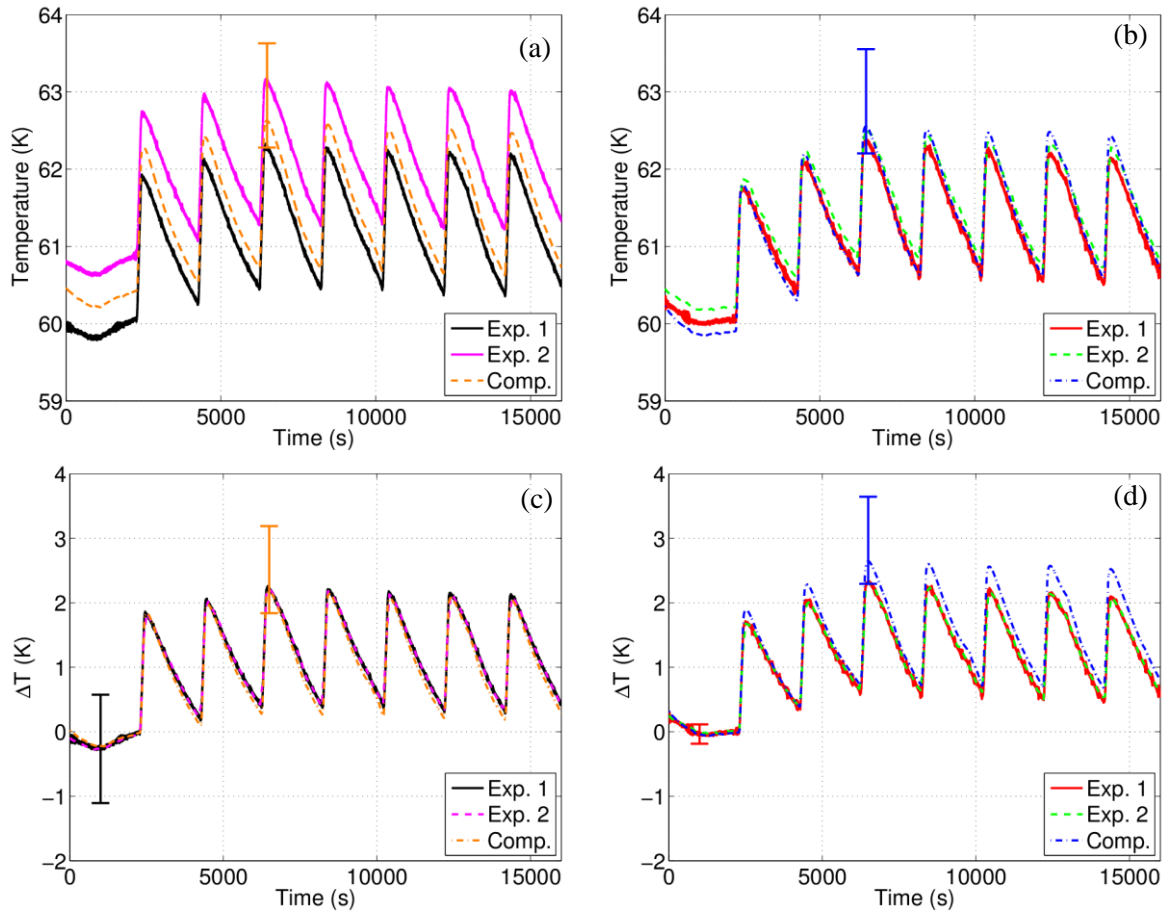 64
63
62
61
60
59
Temperature (K)
(a)
Exp. 1
Exp. 2
Comp.
0 5000 10000 15000
Time (s)
64
63
62
61
60
59
Temperature (K)
(b)
Exp. 1
Exp. 2
Comp.
0 5000 10000 15000
Time (s)
4
3
2
1
0
−1
−2
ΔT (K)
(c)
Exp. 1
Exp. 2
Comp.
0 5000 10000 15000
Time (s)
4
3
2
1
0
−1
−2
ΔT (K)
(d)
Exp. 1
Exp. 2
Comp.
0 5000 10000 15000
Time (s)